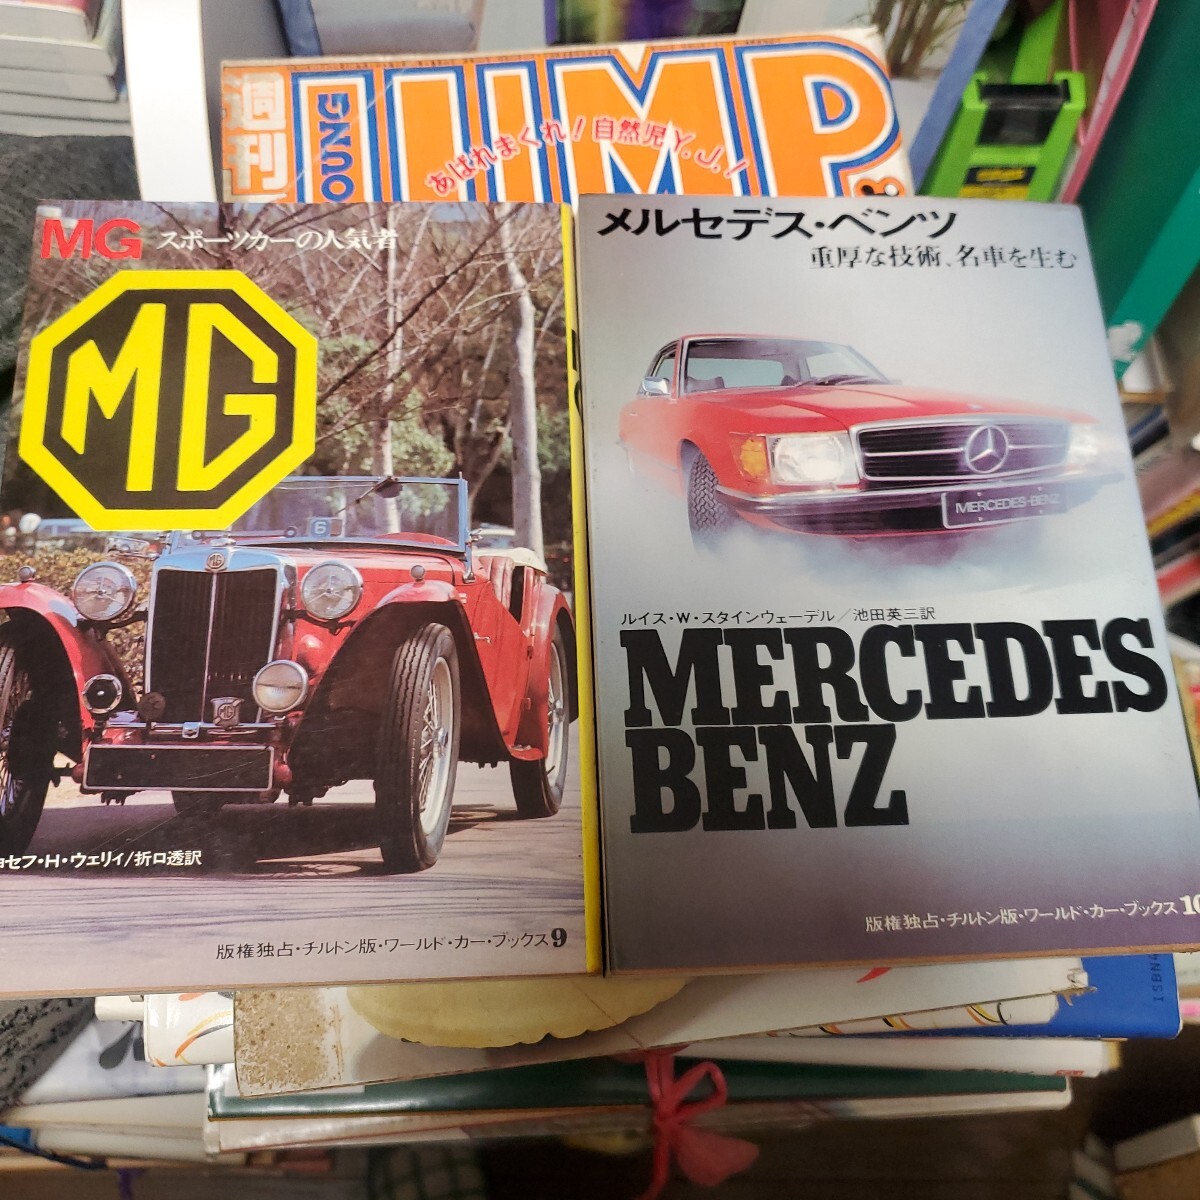 週刊
OUNG
JUMP
あばれまくれ!自然児Y.J.!
MG スポーツカーの人気者
MG
6
MG
セフ・H・ウェリイ/折口透訳
版権独占・チルトン版・ワールド・カー・ブックス9
メルセデス・ベンツ
重厚な技術、名車を生む
MERCEDES-BENZ
ルイス・W・スタインウェーデル/池田英三訳
MERCEDES
BENZ
版権独占・チルトン版・ワールド・カー・ブックス10
ISBN4